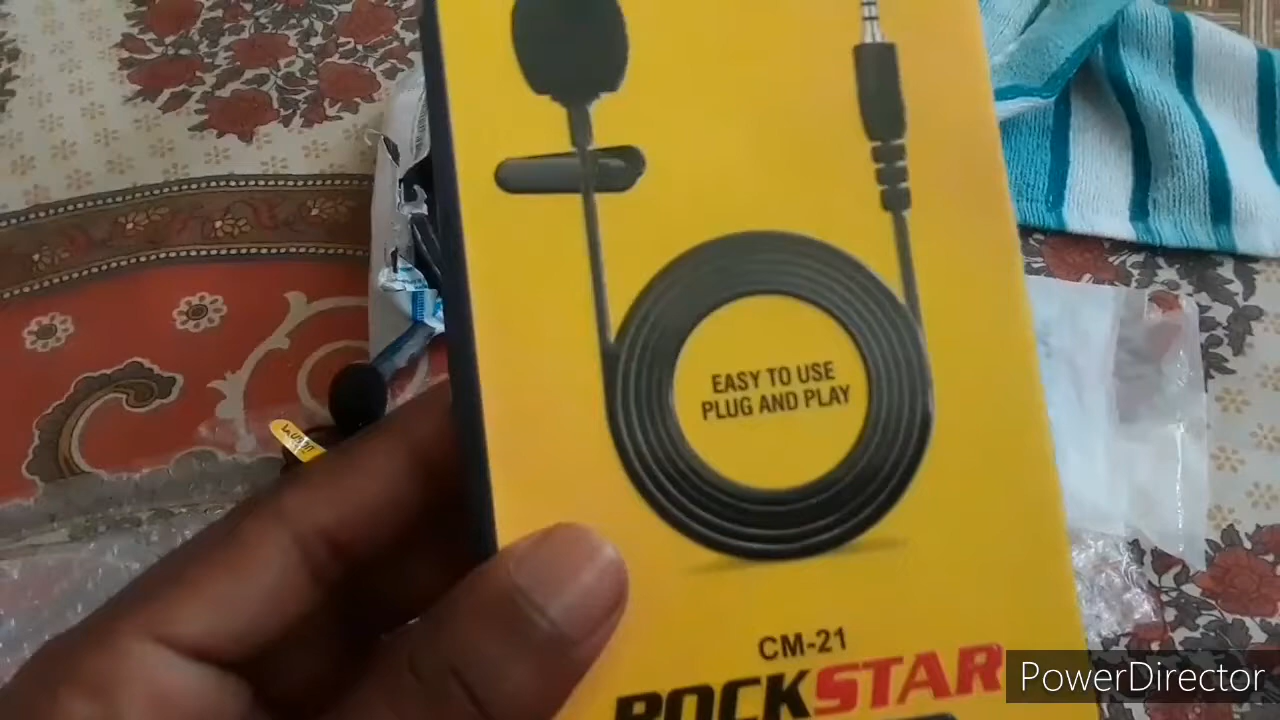 EASY TO USE
PLUG AND PLAY
CM-21
ROCKSTAR
PowerDirector